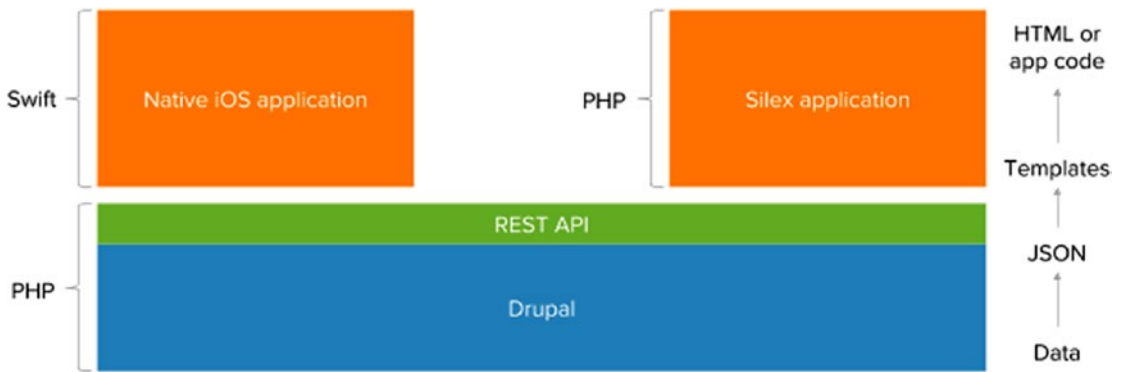 HTML or
app code
Swift
Native iOS application
PHP
Silex application
Templates
REST API
JSON
PHP
Drupal
Data